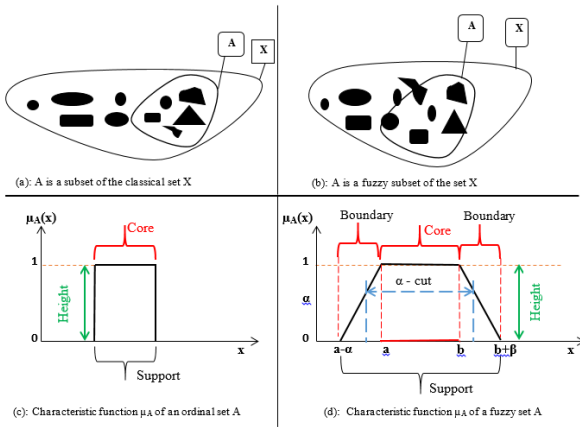 A
X
(a): A is a subset of the classical set X
A
X
(b): A is a fuzzy subset of the set X
μA(x)
Core
1
Height
0
x
Support
(c): Characteristic function μA of an ordinal set A
μA(x)
Boundary
Boundary
Core
1
α - cut
α
Height
0
a-α
a
b
b+β
x
Support
(d): Characteristic function μA of a fuzzy set A